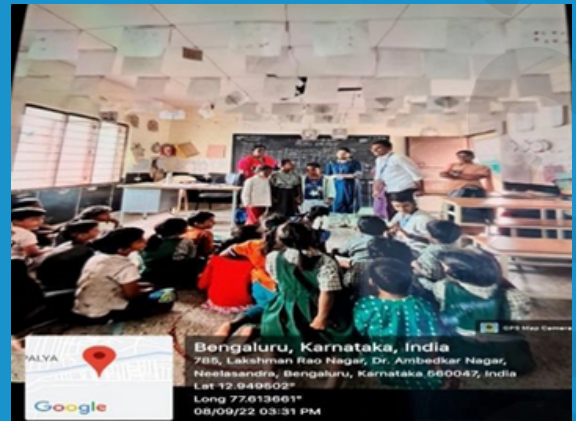 GPS Map Camera
PALYA
Google
Bengaluru, Karnataka, India
785, Lakshman Rao Nagar, Dr. Ambedkar Nagar,
Neelasandra, Bengaluru, Karnataka 560047, India
Lat 12.949502°
Long 77.613661°
08/09/22 03:31 PM